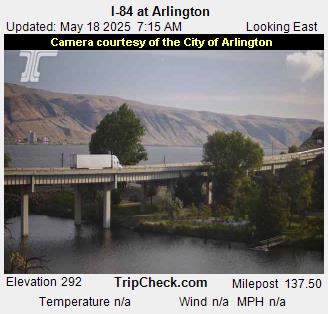 I-84 at Arlington
Updated: May 18 2025 7:15 AM Looking East
Camera courtesy of the City of Arlington
Elevation 292 TripCheck.com Milepost 137.50
Temperature n/a Wind n/a MPH n/a